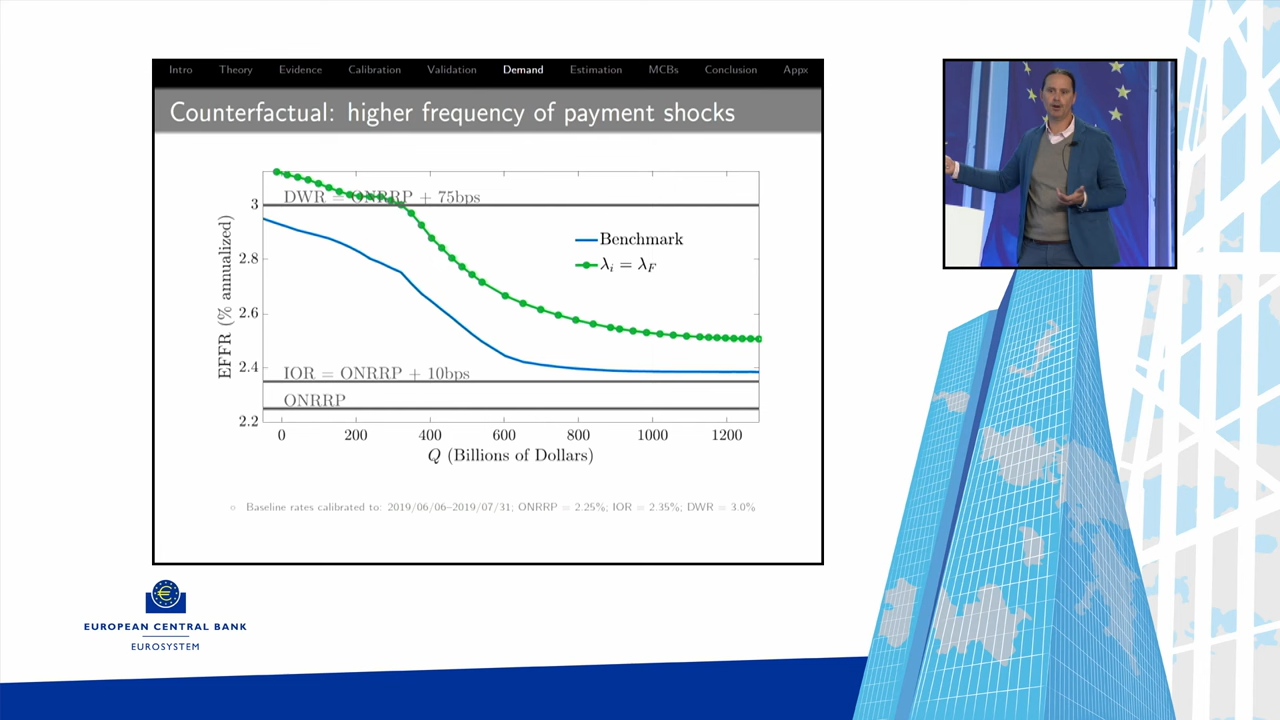 Intro Theory Evidence Calibration Validation Demand Estimation MCBs Conclusion Appx
Counterfactual: higher frequency of payment shocks
DWR = ONRRP + 75bps
3
Benchmark
λi = λF
2.8
2.6
2.4
2.2
EFFR (% annualized)
IOR = ONRRP + 10bps
ONRRP
0 200 400 600 800 1000 1200
Q (Billions of Dollars)
Baseline rates calibrated to: 2019/06/06–2019/07/31; ONRRP = 2.25%; IOR = 2.35%; DWR = 3.0%
EUROPEAN CENTRAL BANK
EUROSYSTEM